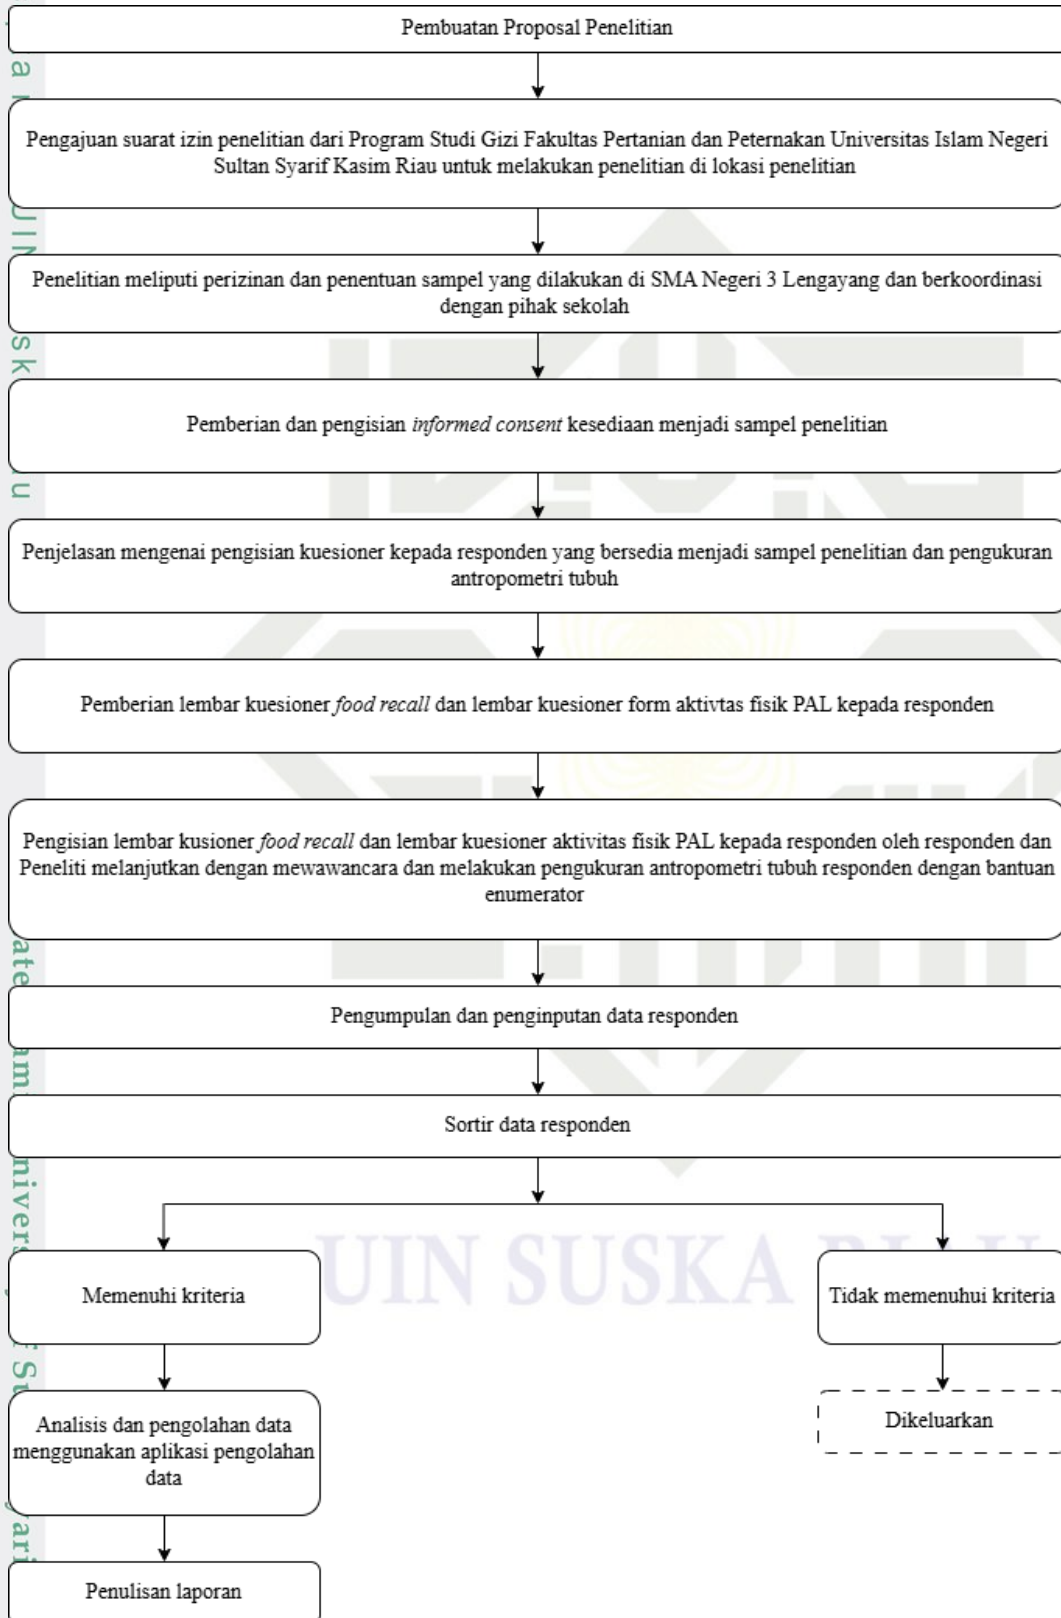 Pembuatan Proposal Penelitian
Pengajuan suarat izin penelitian dari Program Studi Gizi Fakultas Pertanian dan Peternakan Universitas Islam Negeri
Sultan Syarif Kasim Riau untuk melakukan penelitian di lokasi penelitian
Penelitian meliputi perizinan dan penentuan sampel yang dilakukan di SMA Negeri 3 Lengayang dan berkoordinasi
dengan pihak sekolah
Pemberian dan pengisian informed consent kesediaan menjadi sampel penelitian
Penjelasan mengenai pengisian kuesioner kepada responden yang bersedia menjadi sampel penelitian dan pengukuran
antropometri tubuh
Pemberian lembar kuesioner food recall dan lembar kuesioner form aktivtas fisik PAL kepada responden
Pengisian lembar kusioner food recall dan lembar kuesioner aktivitas fisik PAL kepada responden oleh responden dan
Peneliti melanjutkan dengan mewawancara dan melakukan pengukuran antropometri tubuh responden dengan bantuan
enumerator
Pengumpulan dan penginputan data responden
Sortir data responden
Memenuhi kriteria
Tidak memenuhui kriteria
Analisis dan pengolahan data
menggunakan aplikasi pengolahan
data
Dikeluarkan
Penulisan laporan
UIN SUSKA